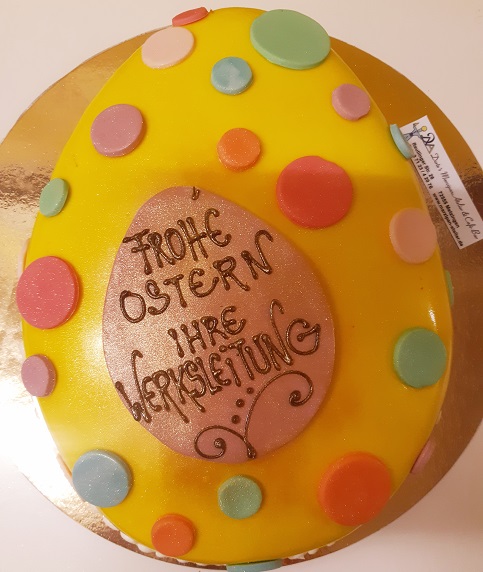 FROHE
OSTERN
IHRE
WERKSLEITUNG